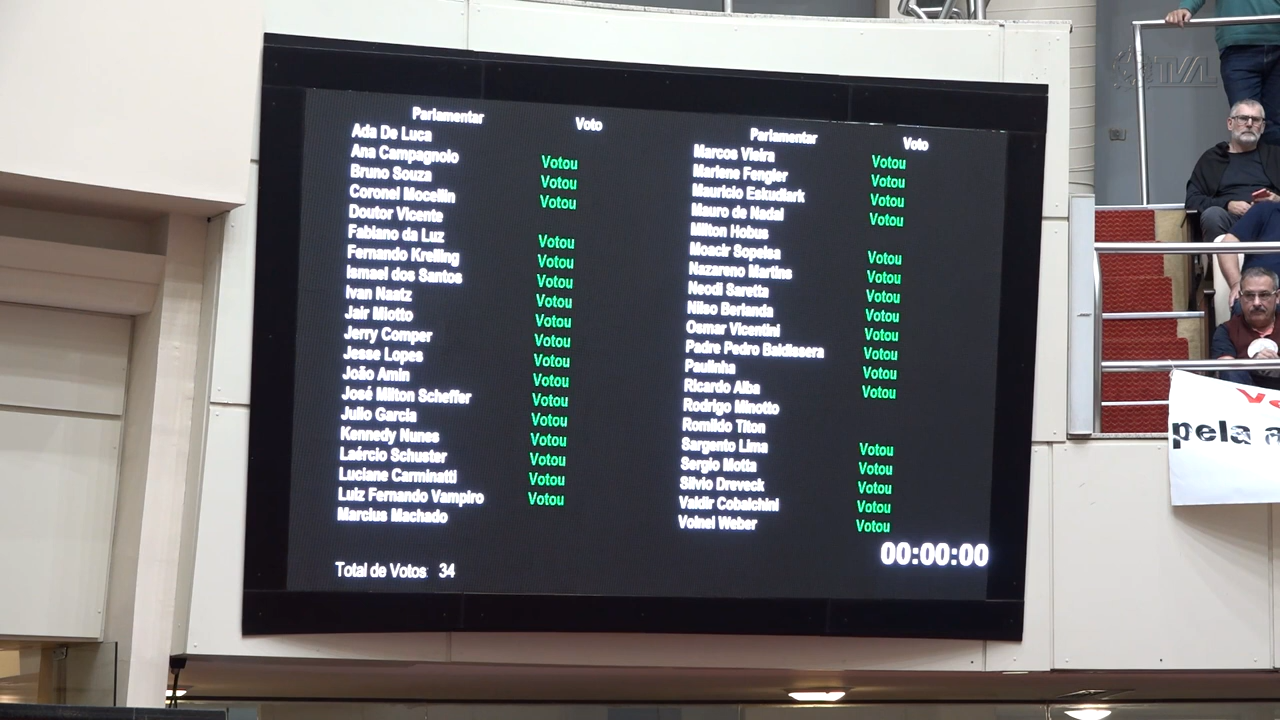 TVAL
Parlamentar Voto
Ada De Luca
Ana Campagnolo Votou
Bruno Souza Votou
Coronel Mocellin Votou
Doutor Vicente
Fabiano da Luz Votou
Fernando Krelling Votou
Ismael dos Santos Votou
Ivan Naatz Votou
Jair Miotto Votou
Jerry Comper Votou
Jesse Lopes Votou
João Amin Votou
José Milton Scheffer Votou
Julio Garcia Votou
Kennedy Nunes Votou
Laércio Schuster Votou
Luciane Carminatti Votou
Luiz Fernando Vampiro Votou
Marcius Machado
Parlamentar Voto
Marcos Vieira Votou
Marlene Fengler Votou
Mauricio Eskudlark Votou
Mauro de Nadal Votou
Milton Hobus
Moacir Sopelsa Votou
Nazareno Martins Votou
Neodi Saretta Votou
Nilso Berlanda Votou
Osmar Vicentini Votou
Padre Pedro Baldissera Votou
Paulinha Votou
Ricardo Alba Votou
Rodrigo Minotto
Romildo Titon
Sargento Lima Votou
Sergio Motta Votou
Silvio Dreveck Votou
Valdir Cobalchini Votou
Volnei Weber Votou
00:00:00
Total de Votos: 34
pela